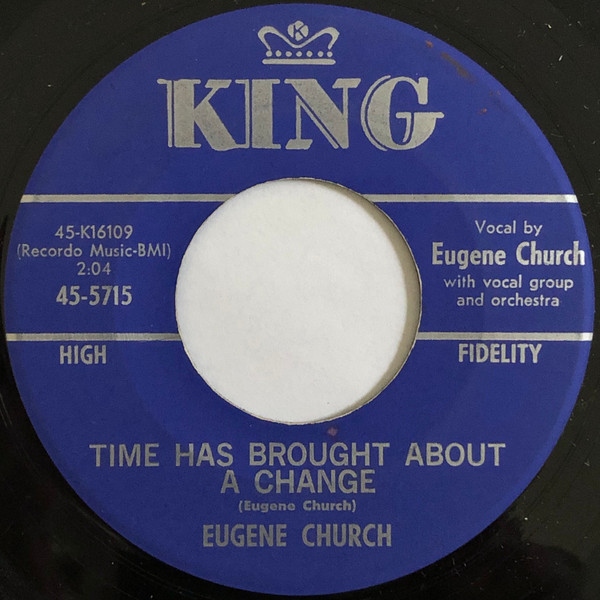 K
KING
45-K16109
(Recordo Music-BMI)
2:04
45-5715
Vocal by
Eugene Church
with vocal group
and orchestra
HIGH FIDELITY
TIME HAS BROUGHT ABOUT
A CHANGE
(Eugene Church)
EUGENE CHURCH